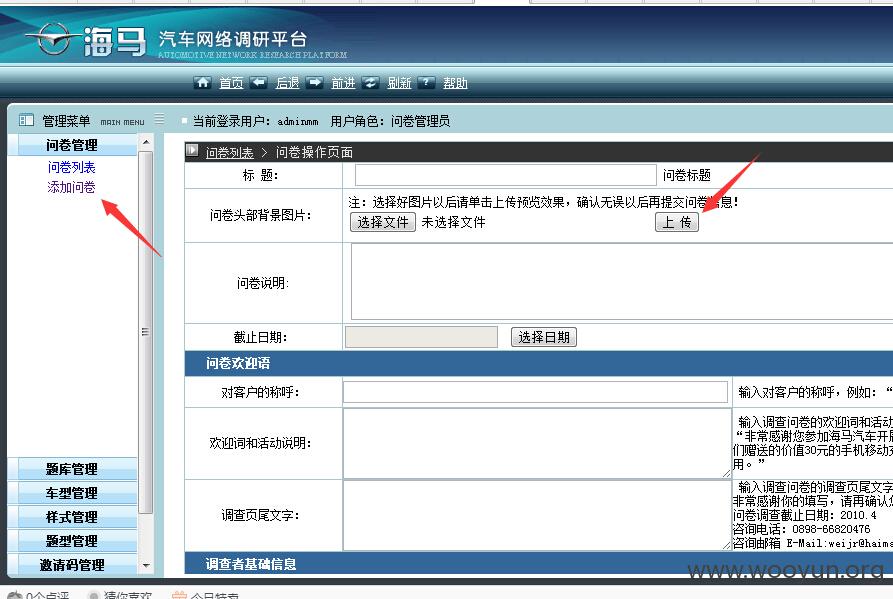 海马 汽车网络调研平台
AUTOMOTIVE NETWORK RESEARCH PLATFORM
首页 后退 前进 刷新 ? 帮助
管理菜单 MAIN MENU
当前登录用户：adminmm 用户角色：问卷管理员
问卷管理
问卷列表
添加问卷
题库管理
车型管理
样式管理
题型管理
邀请码管理
问卷列表 > 问卷操作页面
标 题：
问卷标题
问卷头部背景图片：
注：选择好图片以后请单击上传预览效果，确认无误以后再提交问卷信息！
选择文件 未选择文件 上 传
问卷说明:
截止日期： 选择日期
问卷欢迎语
对客户的称呼：
输入对客户的称呼，例如：“
欢迎词和活动说明：
输入调查问卷的欢迎词和活动
“非常感谢您参加海马汽车开展
们赠送的价值30元的手机移动充
用。”
调查页尾文字：
输入调查问卷的调查页尾文字
非常感谢你的填写，请再确认您
问卷调查截止日期：2010.4
咨询电话：0898-66820476
咨询邮箱 E-Mail:weijr@haima
调查者基础信息
www.wooyun.org
0个点评 猜你喜欢 今日特卖